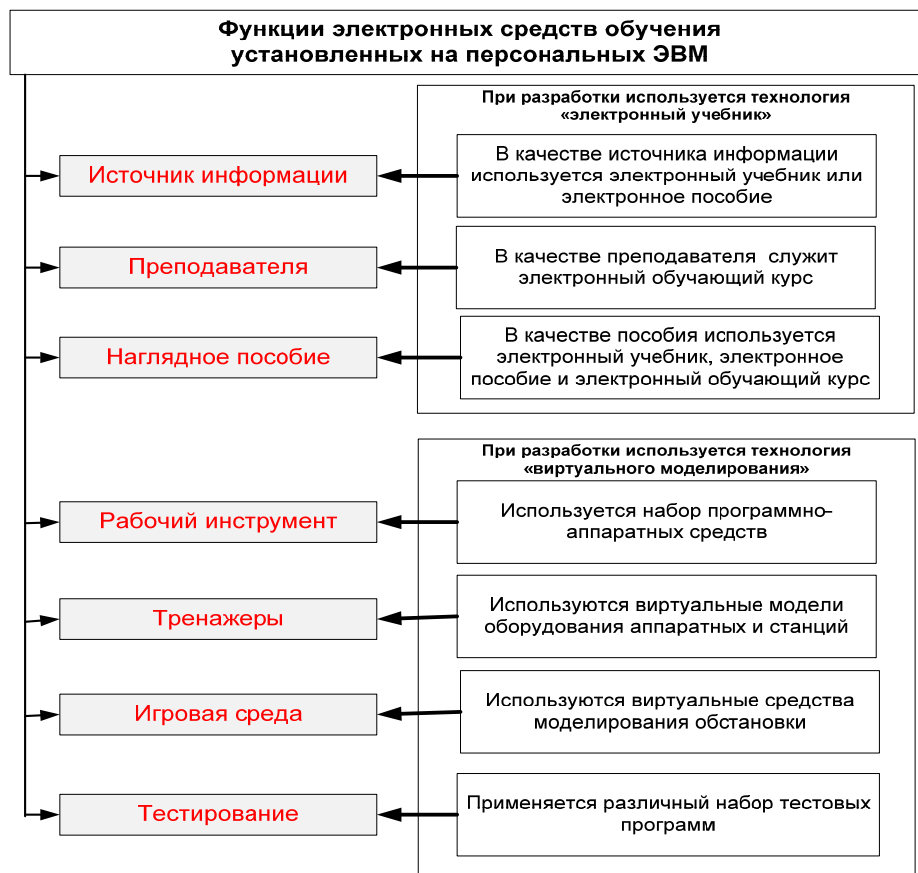 Функции электронных средств обучения
установленных на персональных ЭВМ
При разработки используется технология
«электронный учебник»
Источник информации
В качестве источника информации
используется электронный учебник или
электронное пособие
Преподавателя
В качестве преподавателя служит
электронный обучающий курс
Наглядное пособие
В качестве пособия используется
электронный учебник, электронное
пособие и электронный обучающий курс
При разработки используется технология
«виртуального моделирования»
Рабочий инструмент
Используется набор программно–
аппаратных средств
Тренажеры
Используются виртуальные модели
оборудования аппаратных и станций
Игровая среда
Используются виртуальные средства
моделирования обстановки
Тестирование
Применяется различный набор тестовых
программ